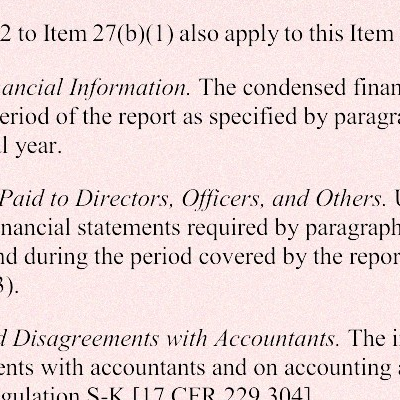 2 to Item 27(b)(1) also apply to this Item
ancial Information. The condensed finan
eriod of the report as specified by paragra
l year.
Paid to Directors, Officers, and Others. U
nancial statements required by paragraph
nd during the period covered by the repor
3).
d Disagreements with Accountants. The i
ents with accountants and on accounting a
gulation S-K [17 CFR 229.304]